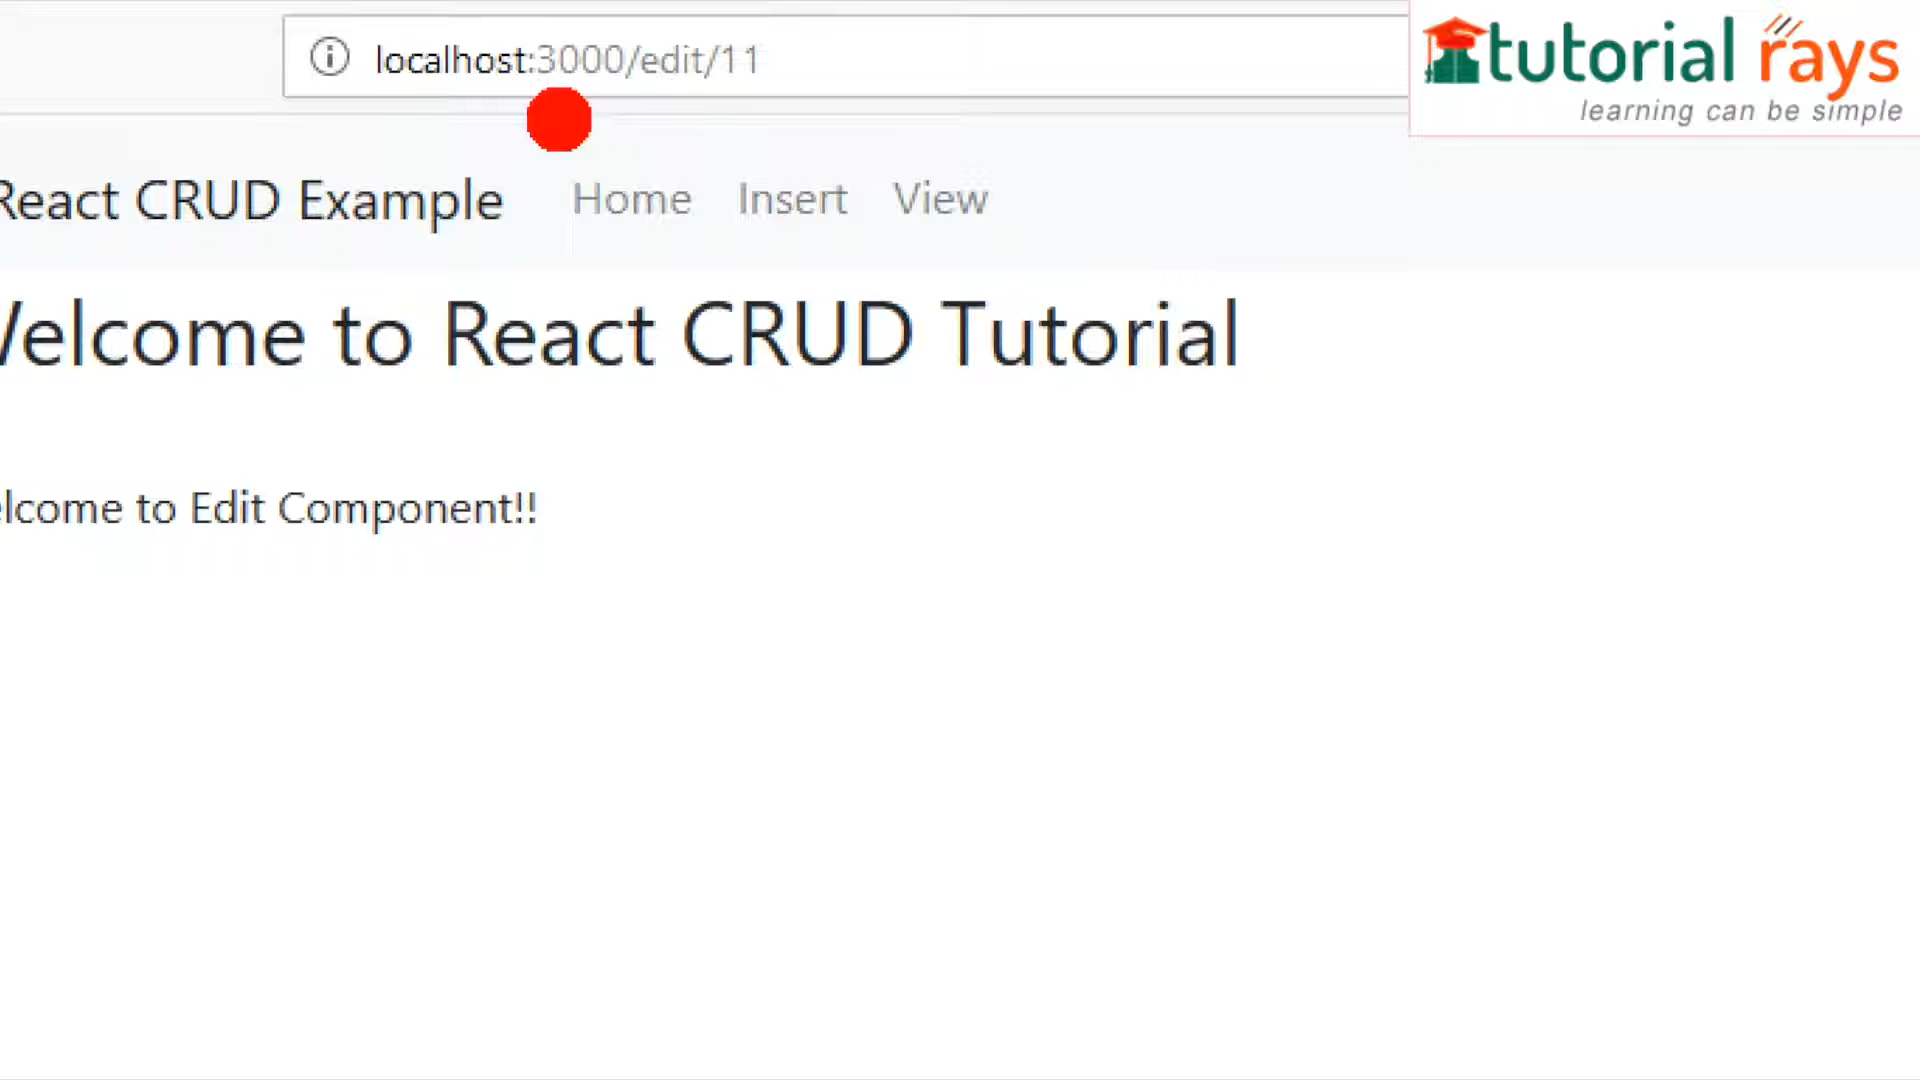 localhost:3000/edit/11
tutorial rays
learning can be simple
React CRUD Example Home Insert View
Welcome to React CRUD Tutorial
elcome to Edit Component!!